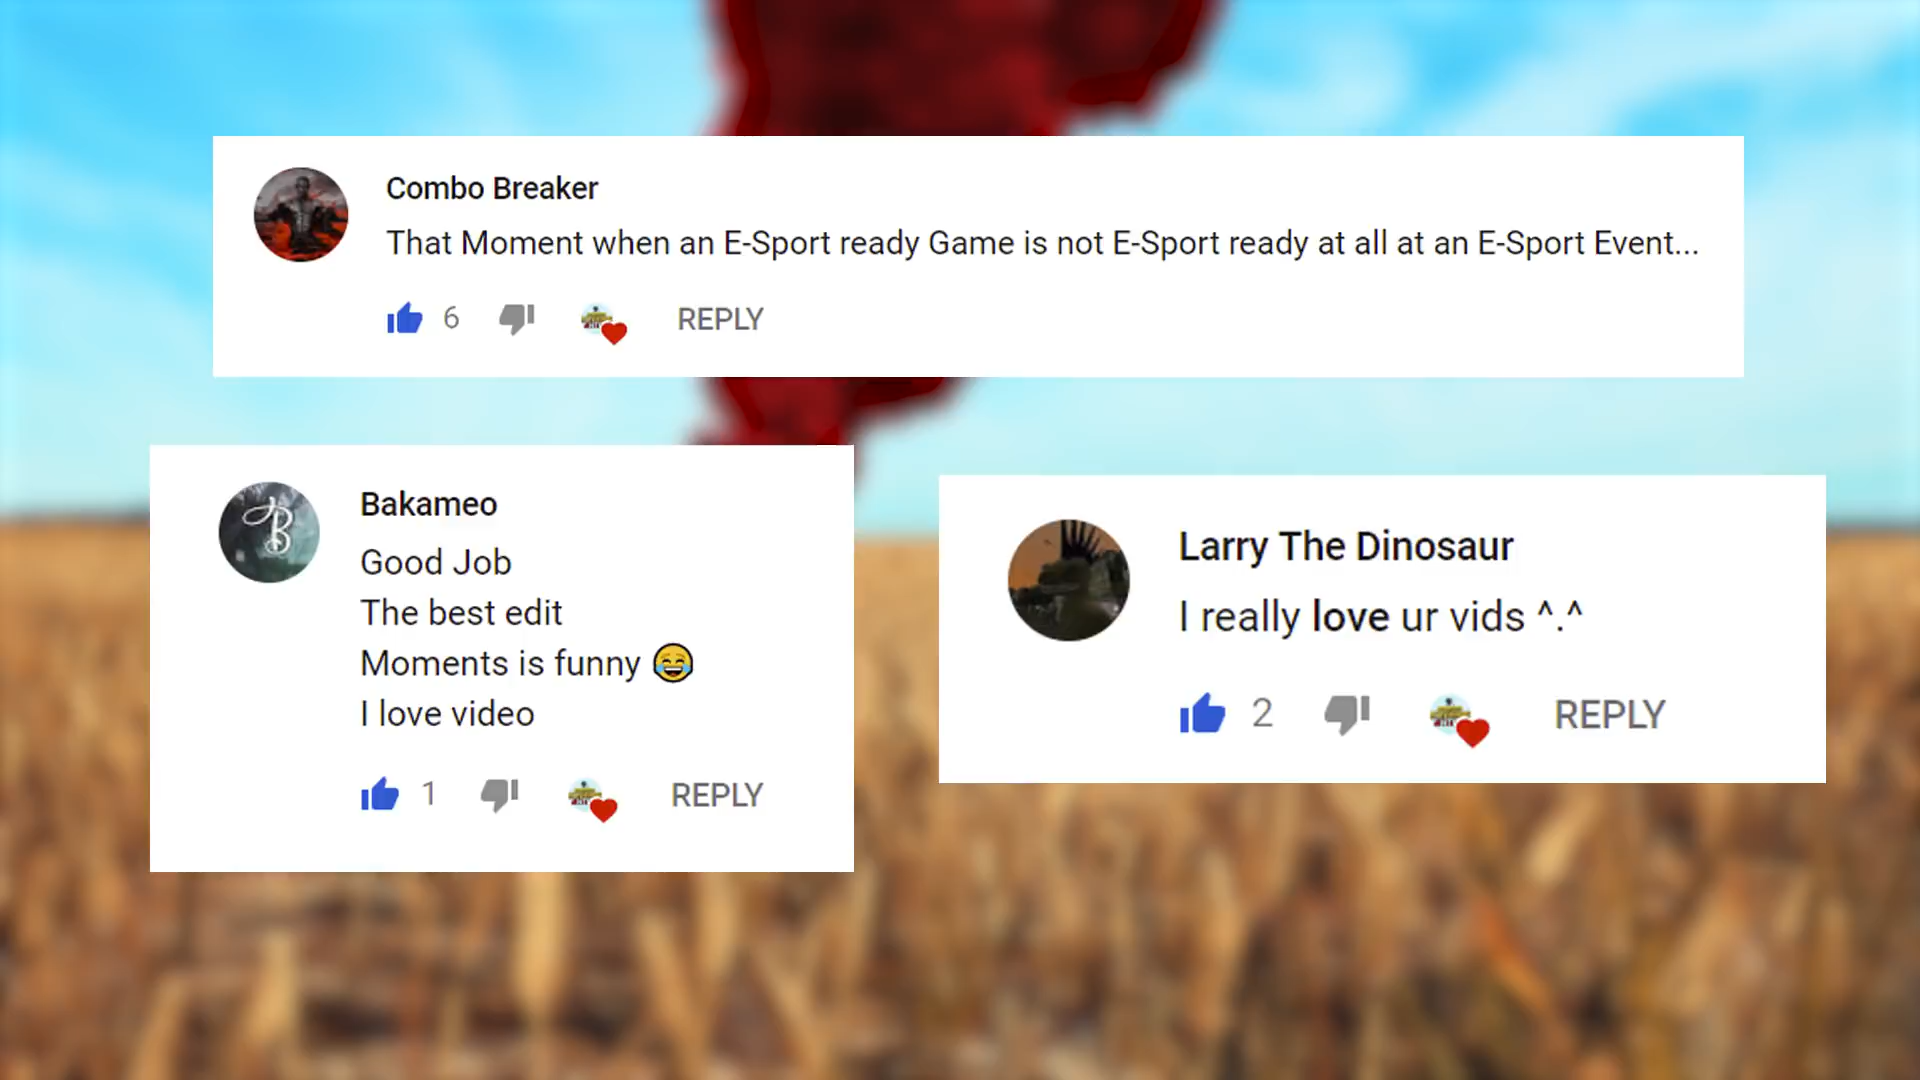 Combo Breaker
That Moment when an E-Sport ready Game is not E-Sport ready at all at an E-Sport Event...
6 REPLY
Bakameo
Good Job
The best edit
Moments is funny 😂
I love video
1 REPLY
Larry The Dinosaur
I really love ur vids ^.^
2 REPLY